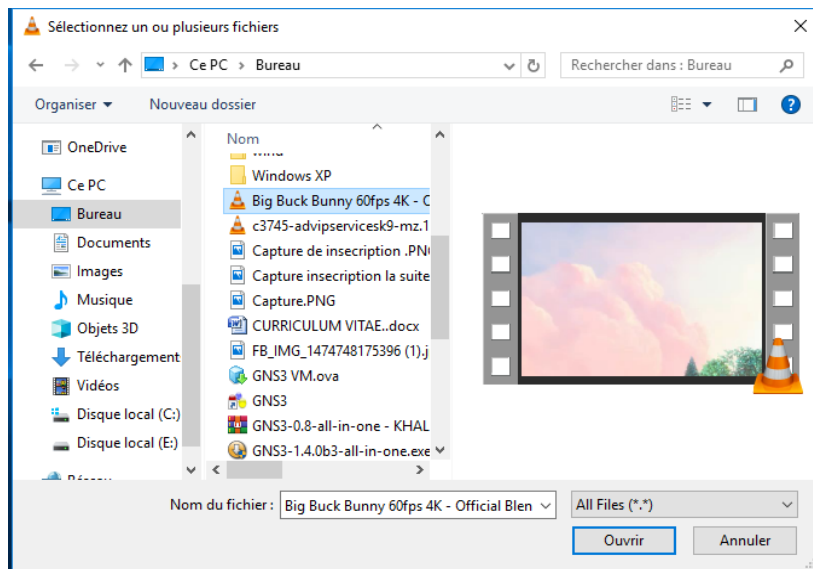 Sélectionnez un ou plusieurs fichiers
Ce PC > Bureau
Rechercher dans : Bureau
Organiser
Nouveau dossier
OneDrive
Ce PC
Bureau
Documents
Images
Musique
Objets 3D
Téléchargement
Vidéos
Disque local (C:)
Disque local (E:)
Nom
Windows XP
Big Buck Bunny 60fps 4K - O
c3745-advipservicesk9-mz.1
Capture de insecription .PN
Capture insecription la suite
Capture.PNG
CURRICULUM VITAE..docx
FB_IMG_1474748175396 (1).j
GNS3 VM.ova
GNS3
GNS3-0.8-all-in-one - KHAL
GNS3-1.4.0b3-all-in-one.exe
Nom du fichier :
Big Buck Bunny 60fps 4K - Official Blen
All Files (*.*)
Ouvrir
Annuler